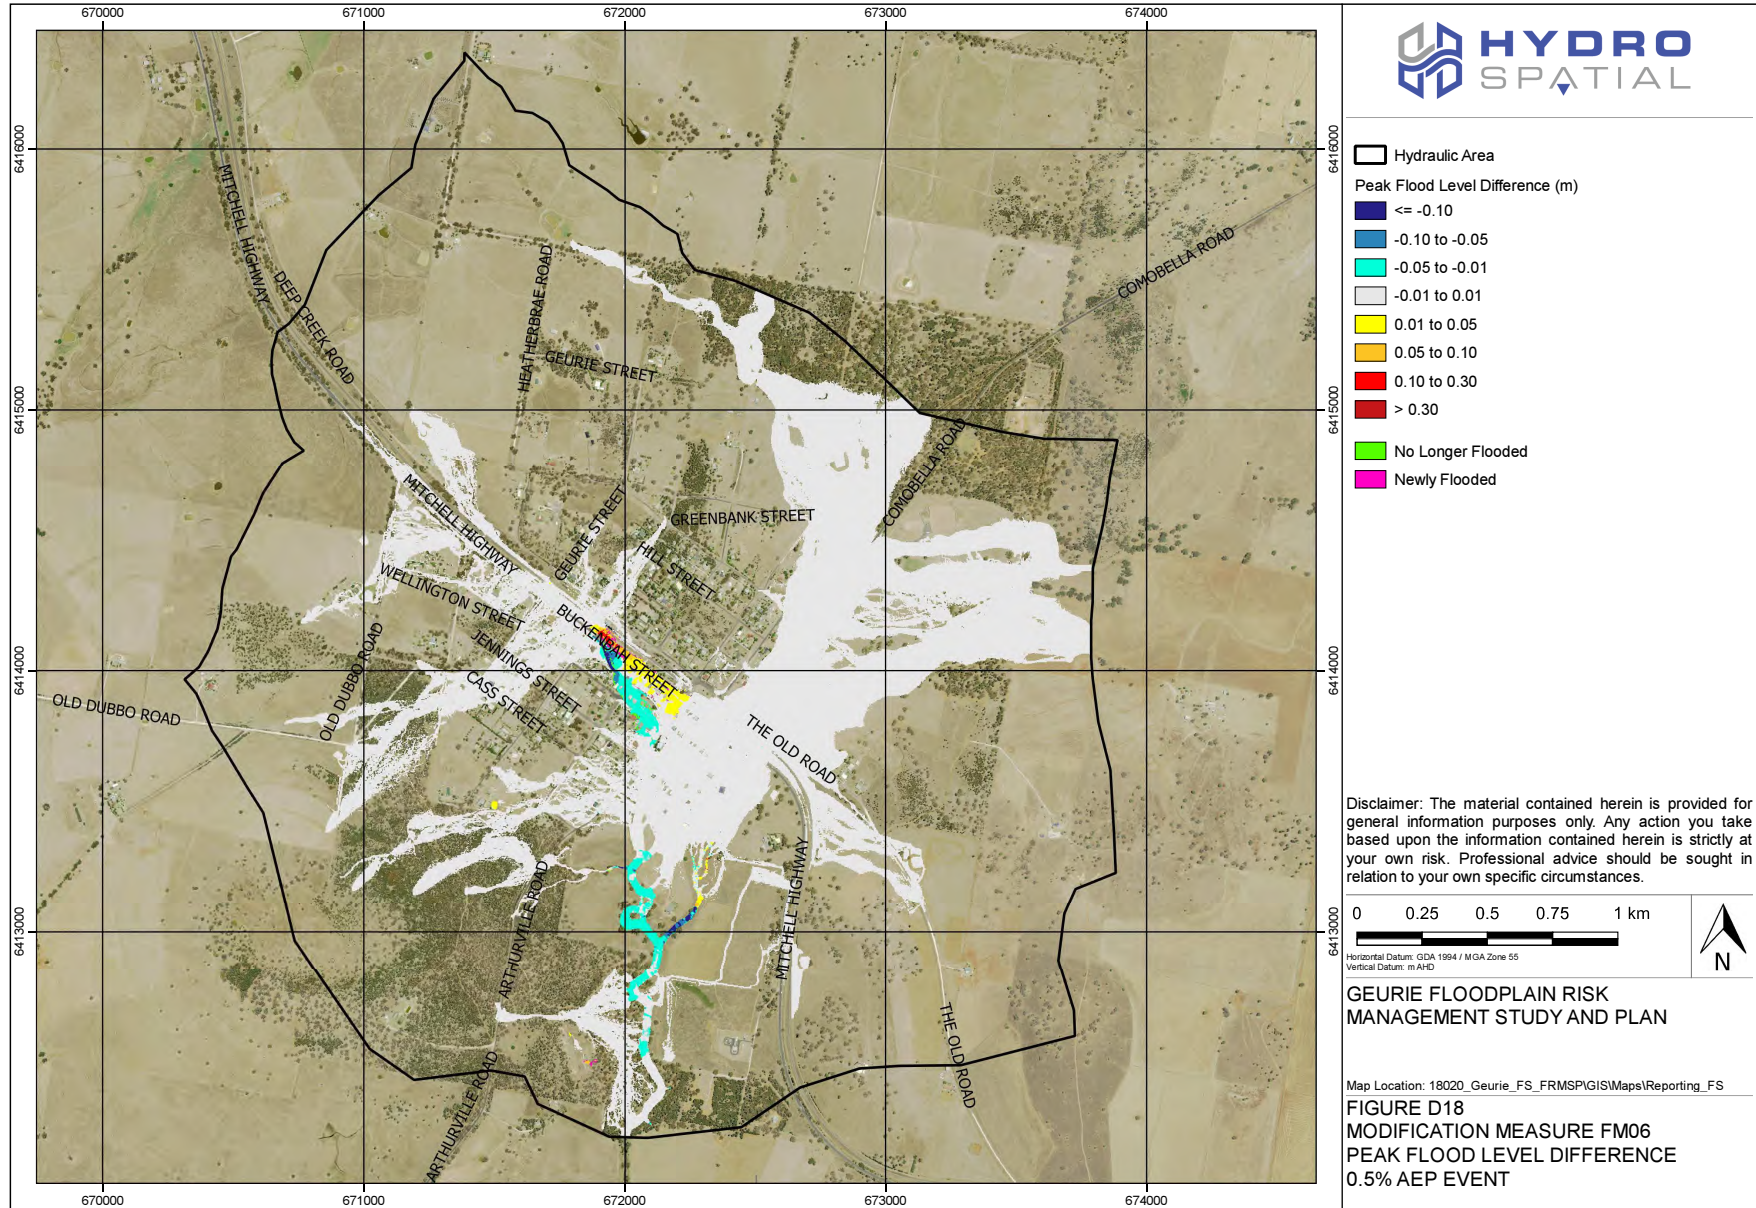 670000 671000 672000 673000 674000
6416000 6416000
6415000 6415000
6414000 6414000
6413000 6413000
MITCHELL HIGHWAY
DEEP CREEK ROAD
HEATHERBRAE ROAD
GEURIE STREET
COMOBELLA ROAD
COMOBELLA ROAD
MITCHELL HIGHWAY
GEURIE STREET
GREENBANK STREET
HILL STREET
WELLINGTON STREET
BUCKENBAH STREET
JENNINGS STREET
CASS STREET
OLD DUBBO ROAD
OLD DUBBO ROAD
THE OLD ROAD
MITCHELL HIGHWAY
ARTHURVILLE ROAD
ARTHURVILLE ROAD
THE OLD ROAD
670000 671000 672000 673000 674000
HYDRO
SPATIAL
Hydraulic Area
Peak Flood Level Difference (m)
<= -0.10
-0.10 to -0.05
-0.05 to -0.01
-0.01 to 0.01
0.01 to 0.05
0.05 to 0.10
0.10 to 0.30
> 0.30
No Longer Flooded
Newly Flooded
Disclaimer: The material contained herein is provided for
general information purposes only. Any action you take
based upon the information contained herein is strictly at
your own risk. Professional advice should be sought in
relation to your own specific circumstances.
0 0.25 0.5 0.75 1 km
Horizontal Datum: GDA 1994 / MGA Zone 55
Vertical Datum: m AHD
N
GEURIE FLOODPLAIN RISK
MANAGEMENT STUDY AND PLAN
Map Location: 18020_Geurie_FS_FRMSP\GIS\Maps\Reporting_FS
FIGURE D18
MODIFICATION MEASURE FM06
PEAK FLOOD LEVEL DIFFERENCE
0.5% AEP EVENT